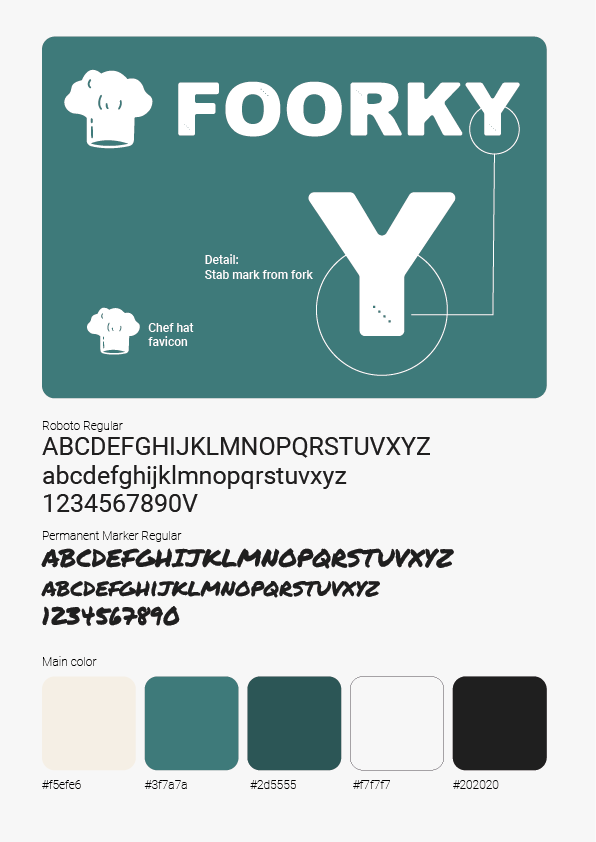 FOORKY
Y
Detail:
Stab mark from fork
Chef hat
favicon
Roboto Regular
ABCDEFGHIJKLMNOPQRSTUVXYZ
abcdefghijklmnopqrstuvxyz
1234567890V
Permanent Marker Regular
ABCDEFGHIJKLMNOPQRSTUVXYZ
ABCDEFGHIJKLMNOPQRSTUVXYZ
1234567890
Main color
#f5efe6 #3f7a7a #2d5555 #f7f7f7 #202020